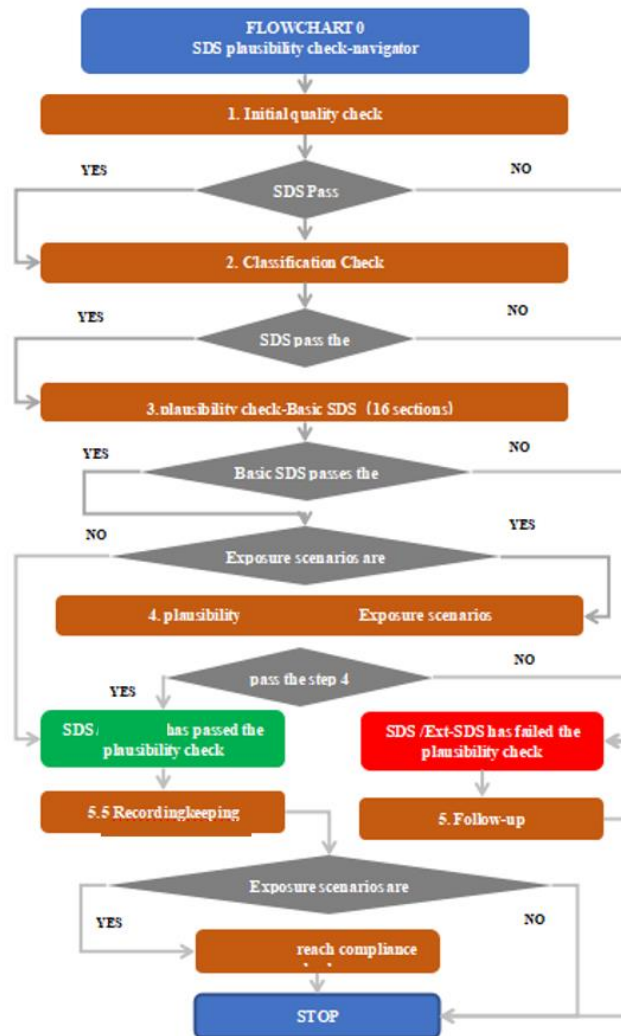 FLOWCHART 0
SDS plausibility check-navigator
1. Initial quality check
YES
NO
SDS Pass
2. Classification Check
YES
NO
SDS pass the
3.plausibility check-Basic SDS (16 sections)
YES
NO
Basic SDS passes the
NO
YES
Exposure scenarios are
4. plausibility Exposure scenarios
NO
pass the step 4
YES
SDS/ has passed the
plausibility check
SDS /Ext-SDS has failed the
plausibility check
5.5 Recordingkeeping
5. Follow-up
Exposure scenarios are
YES
NO
reach compliance
STOP